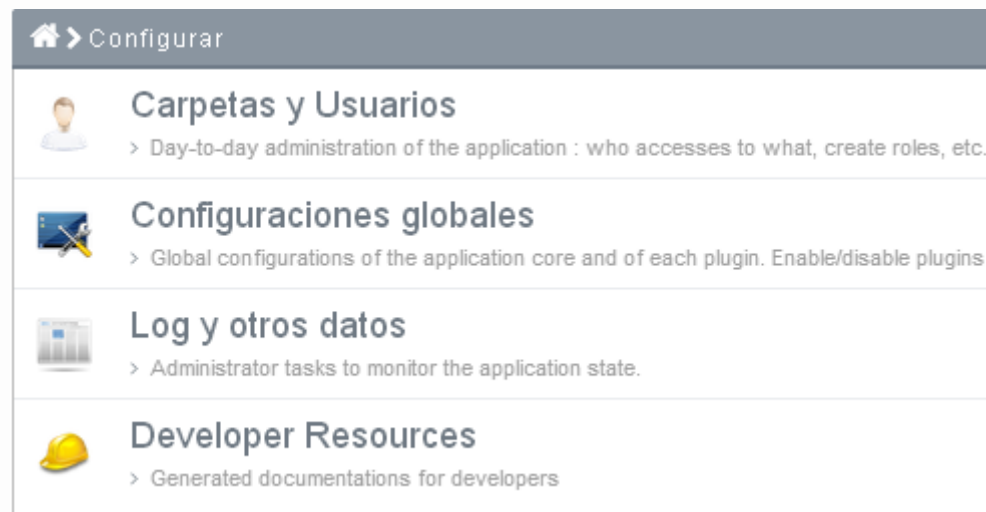 Configurar
Carpetas y Usuarios
> Day-to-day administration of the application : who accesses to what, create roles, etc.
Configuraciones globales
> Global configurations of the application core and of each plugin. Enable/disable plugins
Log y otros datos
> Administrator tasks to monitor the application state.
Developer Resources
> Generated documentations for developers